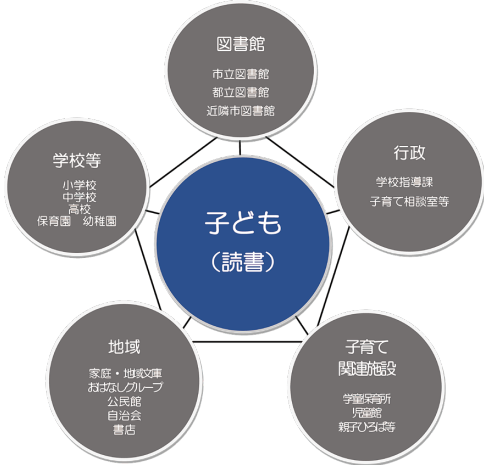 図書館
市立図書館
都立図書館
近隣市図書館
学校等
小学校
中学校
高校
保育園　幼稚園
行政
学校指導課
子育て相談室等
子ども
（読書）
地域
家庭・地域文庫
おはなしグループ
公民館
自治会
書店
子育て
関連施設
学童保育所
児童館
親子ひろば等